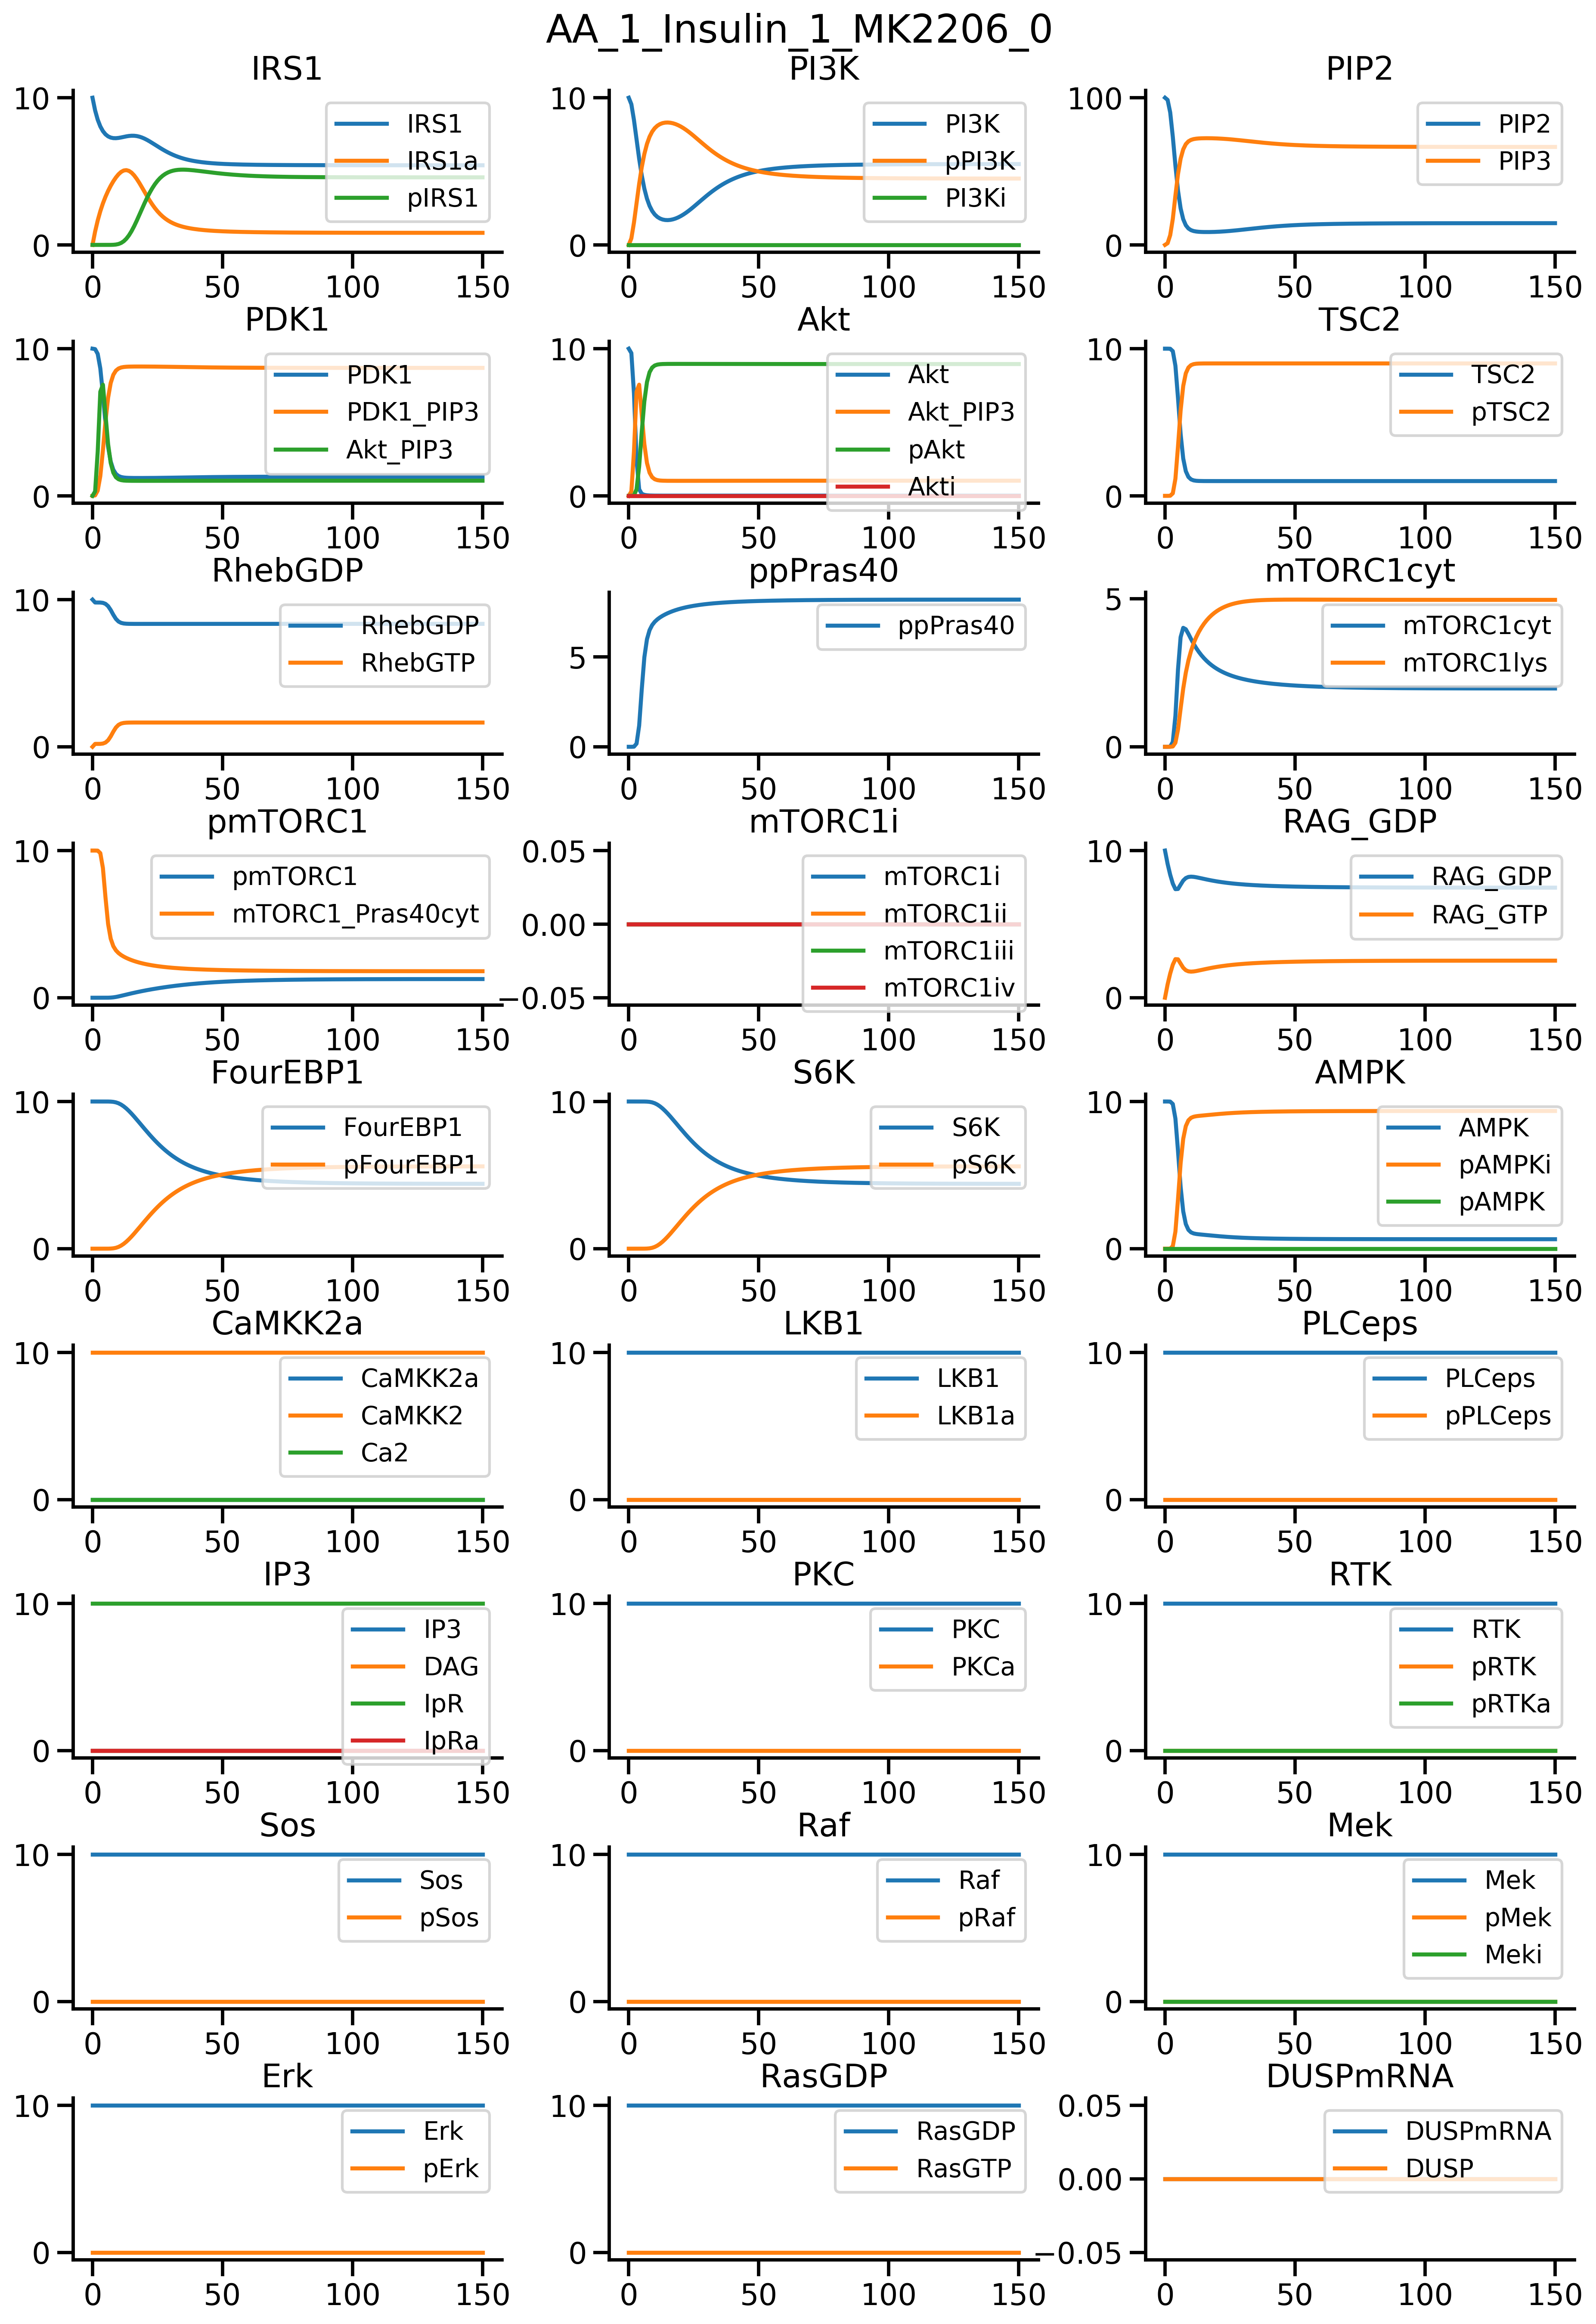 AA_1_Insulin_1_MK2206_0
IRS1
10
0
0 50 100 150
IRS1
IRS1a
pIRS1
PI3K
10
0
0 50 100 150
PI3K
pPI3K
PI3Ki
PIP2
100
0
0 50 100 150
PIP2
PIP3
PDK1
10
0
0 50 100 150
PDK1
PDK1_PIP3
Akt_PIP3
Akt
10
0
0 50 100 150
Akt
Akt_PIP3
pAkt
Akti
TSC2
10
0
0 50 100 150
TSC2
pTSC2
RhebGDP
10
0
0 50 100 150
RhebGDP
RhebGTP
ppPras40
5
0
0 50 100 150
ppPras40
mTORC1cyt
5
0
0 50 100 150
mTORC1cyt
mTORC1lys
pmTORC1
10
0
0 50 100 150
pmTORC1
mTORC1_Pras40cyt
mTORC1i
0.05
0.00
−0.05
0 50 100 150
mTORC1i
mTORC1ii
mTORC1iii
mTORC1iv
RAG_GDP
10
0
0 50 100 150
RAG_GDP
RAG_GTP
FourEBP1
10
0
0 50 100 150
FourEBP1
pFourEBP1
S6K
10
0
0 50 100 150
S6K
pS6K
AMPK
10
0
0 50 100 150
AMPK
pAMPKi
pAMPK
CaMKK2a
10
0
0 50 100 150
CaMKK2a
CaMKK2
Ca2
LKB1
10
0
0 50 100 150
LKB1
LKB1a
PLCeps
10
0
0 50 100 150
PLCeps
pPLCeps
IP3
10
0
0 50 100 150
IP3
DAG
IpR
IpRa
PKC
10
0
0 50 100 150
PKC
PKCa
RTK
10
0
0 50 100 150
RTK
pRTK
pRTKa
Sos
10
0
0 50 100 150
Sos
pSos
Raf
10
0
0 50 100 150
Raf
pRaf
Mek
10
0
0 50 100 150
Mek
pMek
Meki
Erk
10
0
0 50 100 150
Erk
pErk
RasGDP
10
0
0 50 100 150
RasGDP
RasGTP
DUSPmRNA
0.05
0.00
−0.05
0 50 100 150
DUSPmRNA
DUSP